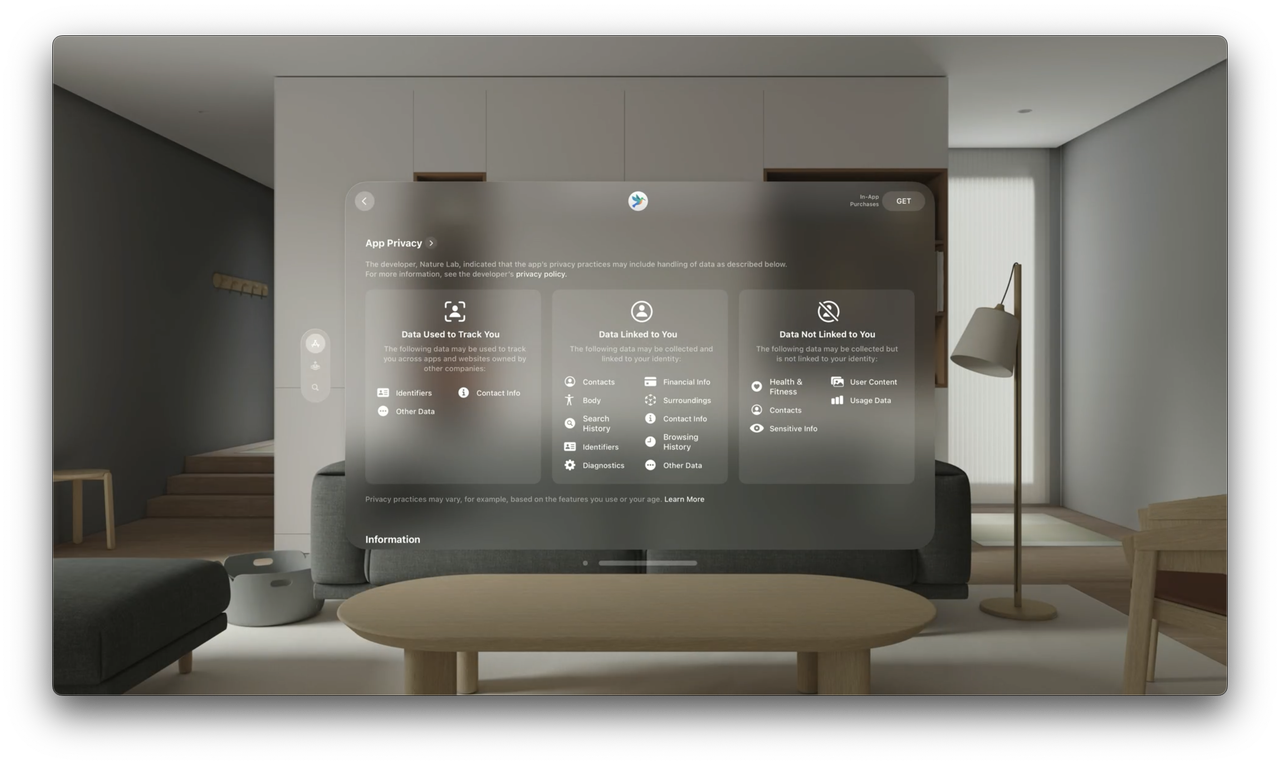 In-App
Purchases
GET
App Privacy
The developer, Nature Lab, indicated that the app's privacy practices may include handling of data as described below.
For more information, see the developer's privacy policy.
Data Used to Track You
The following data may be used to track
you across apps and websites owned by
other companies:
Identifiers
Contact Info
Other Data
Data Linked to You
The following data may be collected and
linked to your identity:
Contacts
Financial Info
Body
Surroundings
Search
History
Contact Info
Identifiers
Browsing
History
Diagnostics
Other Data
Data Not Linked to You
The following data may be collected but
is not linked to your identity:
Health &
Fitness
User Content
Contacts
Usage Data
Sensitive Info
Privacy practices may vary, for example, based on the features you use or your age. Learn More
Information